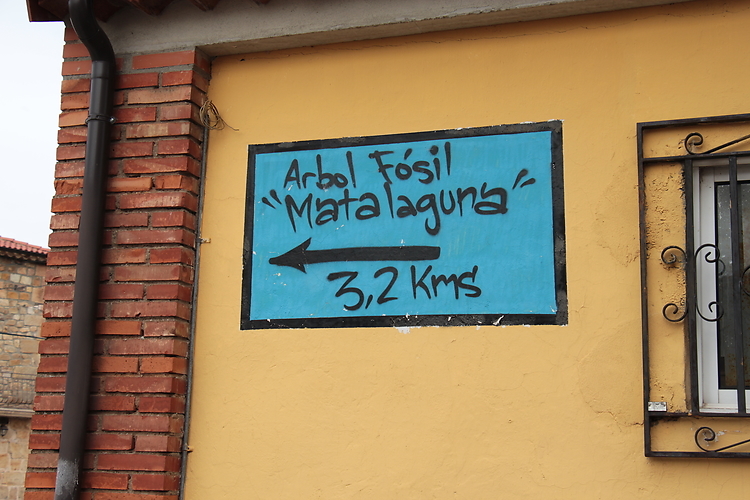 Arbol Fósil
"Matalaguna"
3,2 Kms